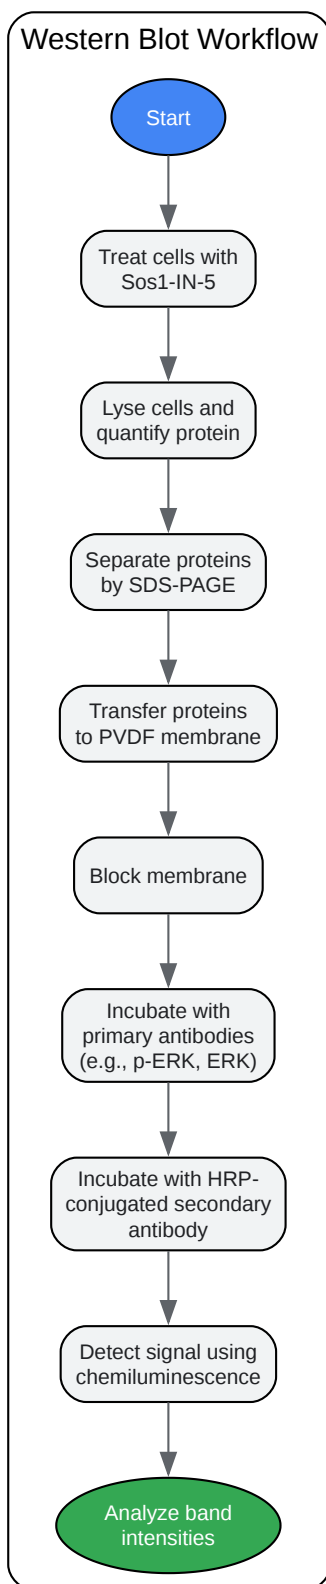 Western Blot Workflow
Start
Treat cells with
Sos1-IN-5
Lyse cells and
quantify protein
Separate proteins
by SDS-PAGE
Transfer proteins
to PVDF membrane
Block membrane
Incubate with
primary antibodies
(e.g., p-ERK, ERK)
Incubate with HRP-
conjugated secondary
antibody
Detect signal using
chemiluminescence
Analyze band
intensities